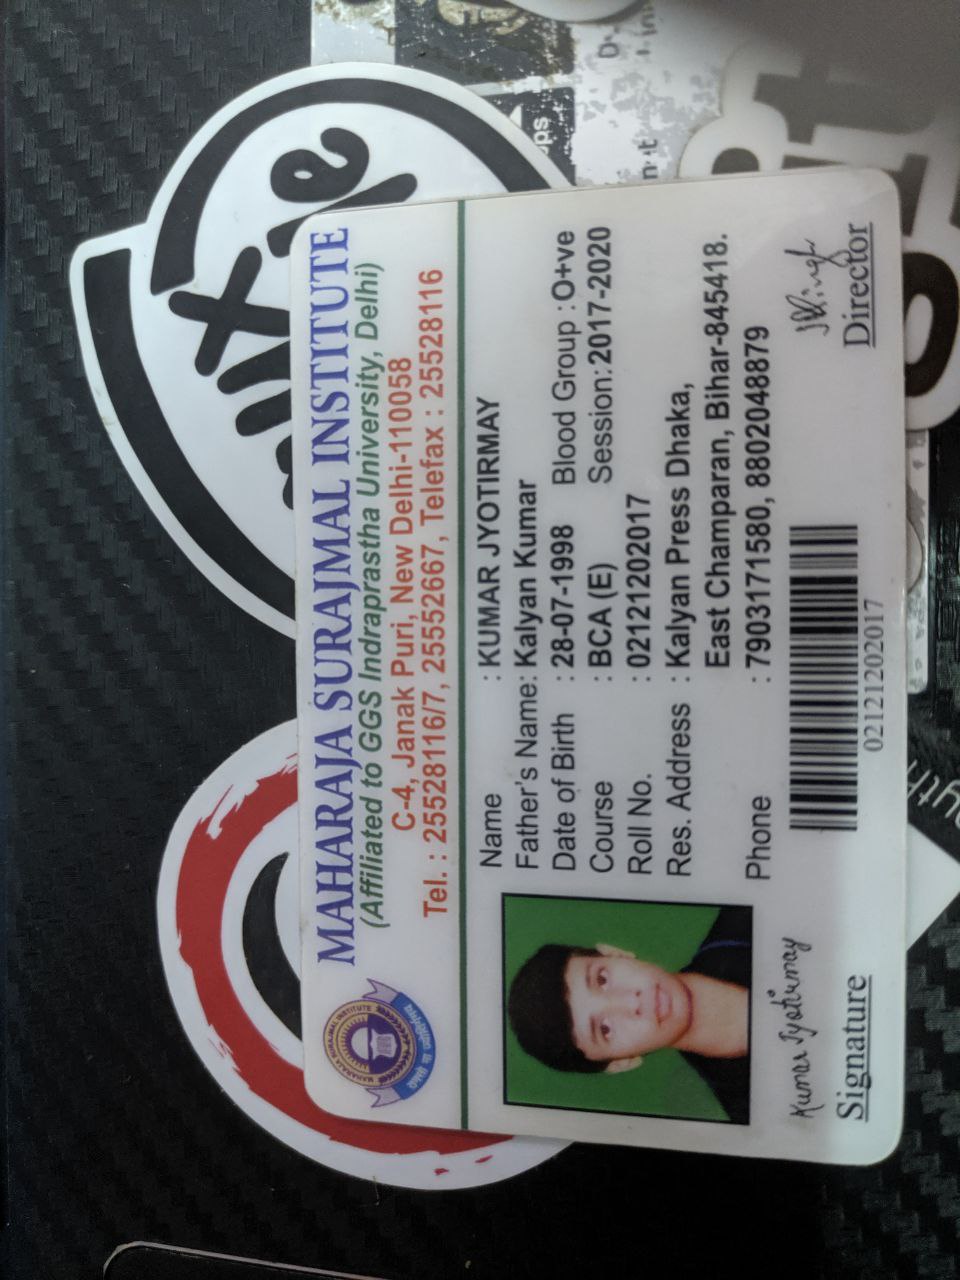 MAHARAJA SURAJMAL INSTITUTE
(Affiliated to GGS Indraprastha University, Delhi)
C-4, Janak Puri, New Delhi-110058
Tel. : 25528116/7, 25552667, Telefax : 25528116
MAHARAJA SURAJMAL INSTITUTE
Name : KUMAR JYOTIRMAY
Father's Name: Kalyan Kumar
Date of Birth : 28-07-1998 Blood Group : O+ve
Course : BCA (E) Session: 2017-2020
Roll No. : 02121202017
Res. Address : Kalyan Press Dhaka,
East Champaran, Bihar-845418.
Phone : 7903171580, 8802048879
02121202017
Kumar Jyotirmay
Signature
Director